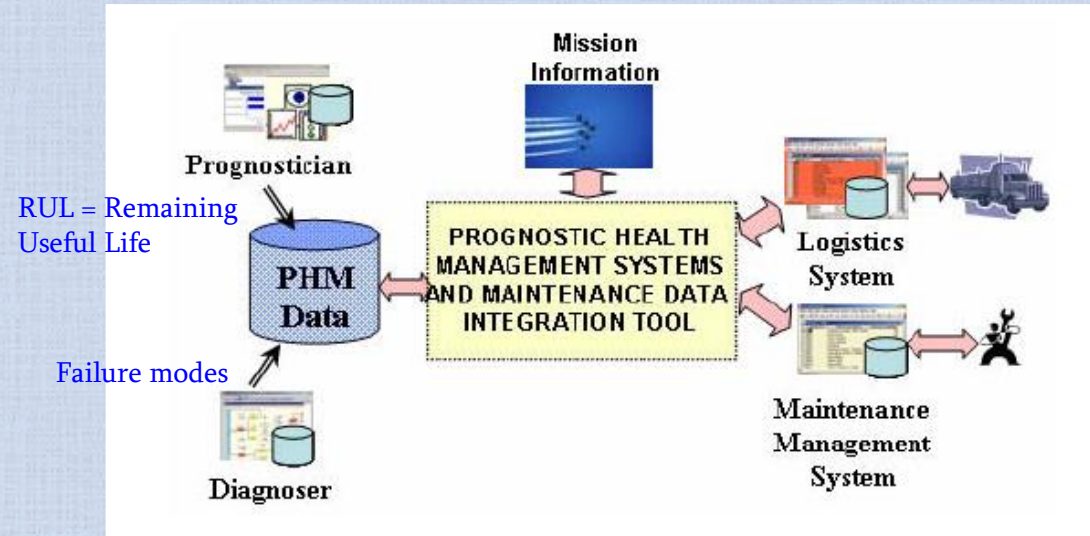 Mission
Information
Prognostician
RUL = Remaining
Useful Life
PHM
Data
PROGNOSTIC HEALTH
MANAGEMENT SYSTEMS
AND MAINTENANCE DATA
INTEGRATION TOOL
Logistics
System
Failure modes
Diagnoser
Maintenance
Management
System